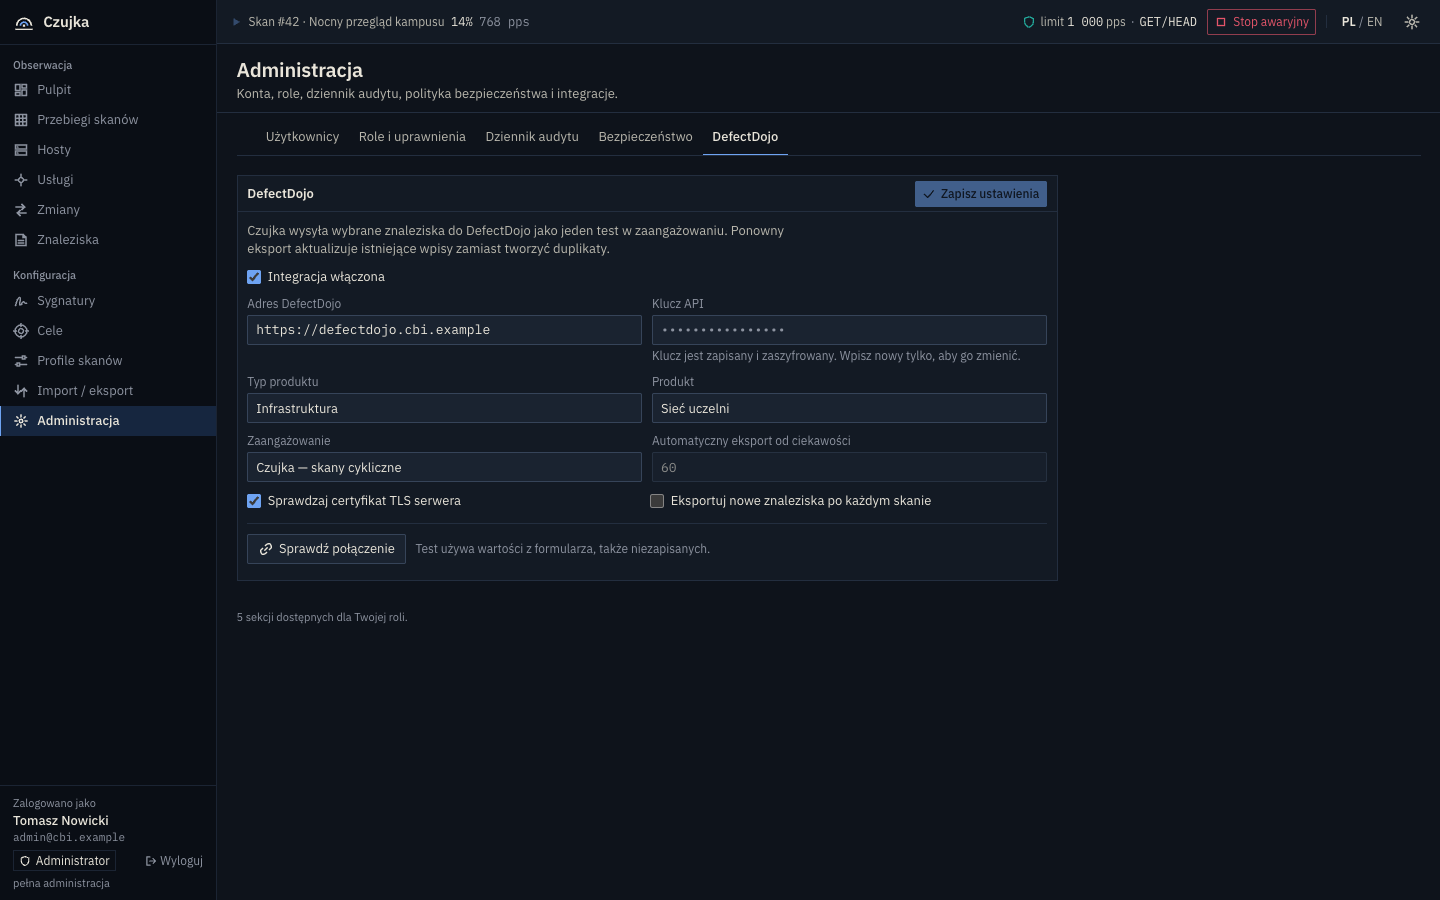 Czujka
Skan #42 · Nocny przegląd kampusu 14% 768 pps
limit 1 000 pps · GET/HEAD
Stop awaryjny
PL / EN
Obserwacja
Pulpit
Przebiegi skanów
Hosty
Usługi
Zmiany
Znaleziska
Konfiguracja
Sygnatury
Cele
Profile skanów
Import / eksport
Administracja
Zalogowano jako
Tomasz Nowicki
admin@cbi.example
Administrator
Wyloguj
pełna administracja
Administracja
Konta, role, dziennik audytu, polityka bezpieczeństwa i integracje.
Użytkownicy
Role i uprawnienia
Dziennik audytu
Bezpieczeństwo
DefectDojo
DefectDojo
Zapisz ustawienia
Czujka wysyła wybrane znaleziska do DefectDojo jako jeden test w zaangażowaniu. Ponowny
eksport aktualizuje istniejące wpisy zamiast tworzyć duplikaty.
Integracja włączona
Adres DefectDojo
https://defectdojo.cbi.example
Klucz API
••••••••••••••••
Klucz jest zapisany i zaszyfrowany. Wpisz nowy tylko, aby go zmienić.
Typ produktu
Infrastruktura
Produkt
Sieć uczelni
Zaangażowanie
Czujka — skany cykliczne
Automatyczny eksport od ciekawości
60
Sprawdzaj certyfikat TLS serwera
Eksportuj nowe znaleziska po każdym skanie
Sprawdź połączenie
Test używa wartości z formularza, także niezapisanych.
5 sekcji dostępnych dla Twojej roli.